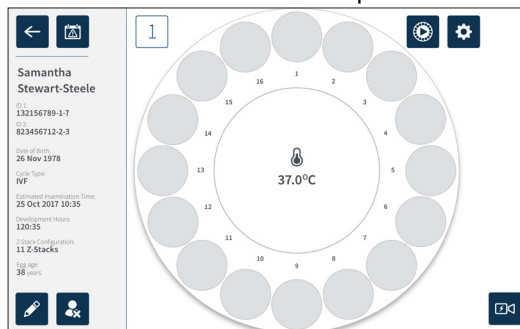 Samantha
Stewart-Steele
ID 1:
132156789-1-7
ID 2:
823456712-2-3
Date of Birth:
26 Nov 1978
Cycle Type:
IVF
Estimated Insemination Time:
25 Oct 2017 10:35
Development Hours:
120:35
Z-Stack Configuration:
11 Z-Stacks
Egg age:
38 years
1
1
2
3
4
5
6
7
8
9
10
11
12
13
14
15
16
37.0°C